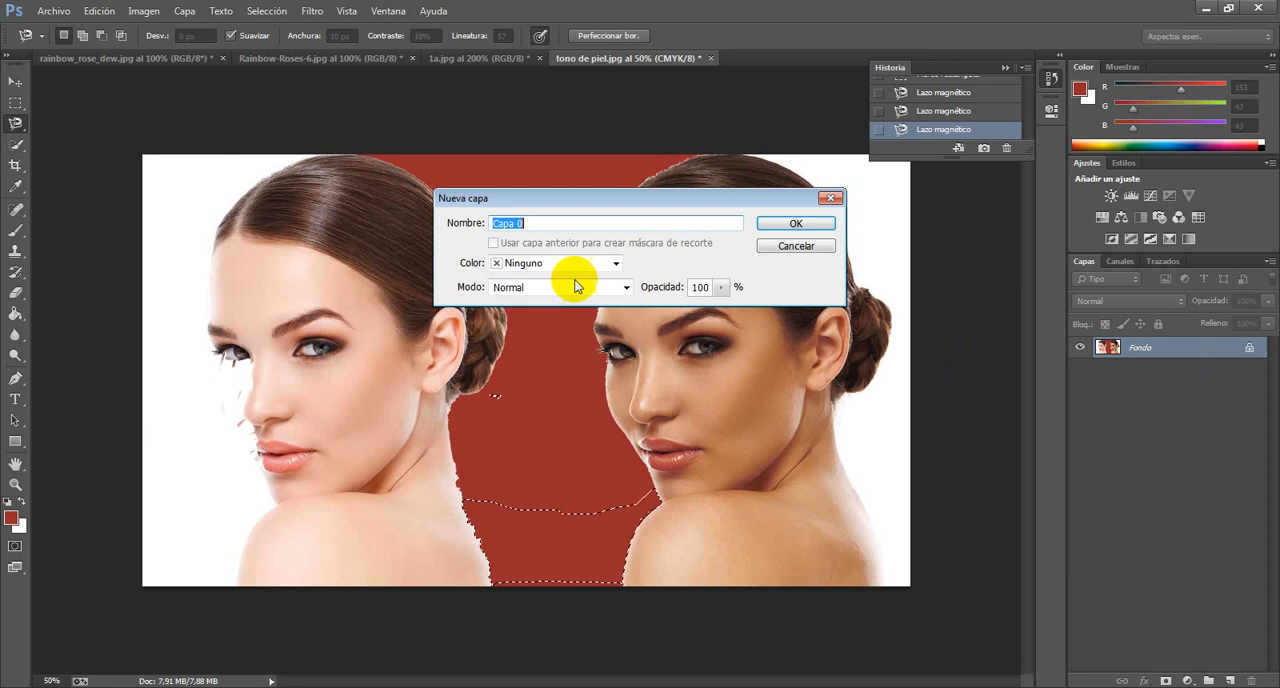 Ps Archivo Edición Imagen Capa Texto Selección Filtro Vista Ventana Ayuda
Desv.: 0 px Suavizar Anchura: 10 px Contraste: 10% Lineatura: 57 Perfeccionar bor. Aspectos esen.
rainbow_rose_dew.jpg al 100% (RGB/8*) × Rainbow-Roses-6.jpg al 100% (RGB/8) * × 1a.jpg al 200% (RGB/8) * × tono de piel.jpg al 50% (CMYK/8) * ×
Historia
Lazo magnético
Lazo magnético
Lazo magnético
Color Muestras
R 153
G 43
B 43
Ajustes Estilos
Añadir un ajuste
Capas Canales Trazados
Tipo
Normal Opacidad: 100%
Bloq.: Relleno: 100%
Fondo
Nueva capa
Nombre: Capa 0 OK
Usar capa anterior para crear máscara de recorte Cancelar
Color: Ninguno
Modo: Normal Opacidad: 100 %
50% Doc: 7,91 MB/7,88 MB